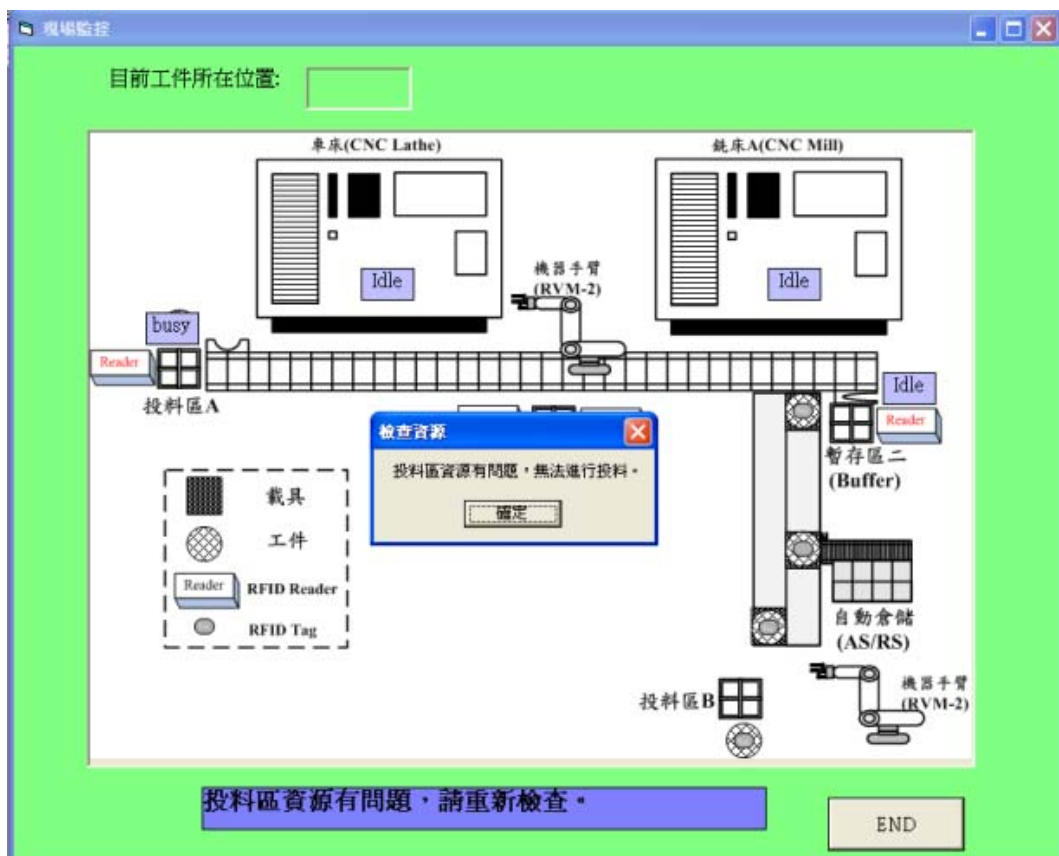 現場監控
目前工件所在位置:
車床(CNC Lathe)
銑床A(CNC Mill)
Idle
機器手臂
(RVM-2)
Idle
busy
Reader
投料區A
Idle
Reader
暫存區二
(Buffer)
檢查資源
投料區資源有問題，無法進行投料。
確定
載具
工件
Reader
RFID Reader
RFID Tag
自動倉儲
(AS/RS)
機器手臂
(RVM-2)
投料區B
投料區資源有問題，請重新檢查。
END